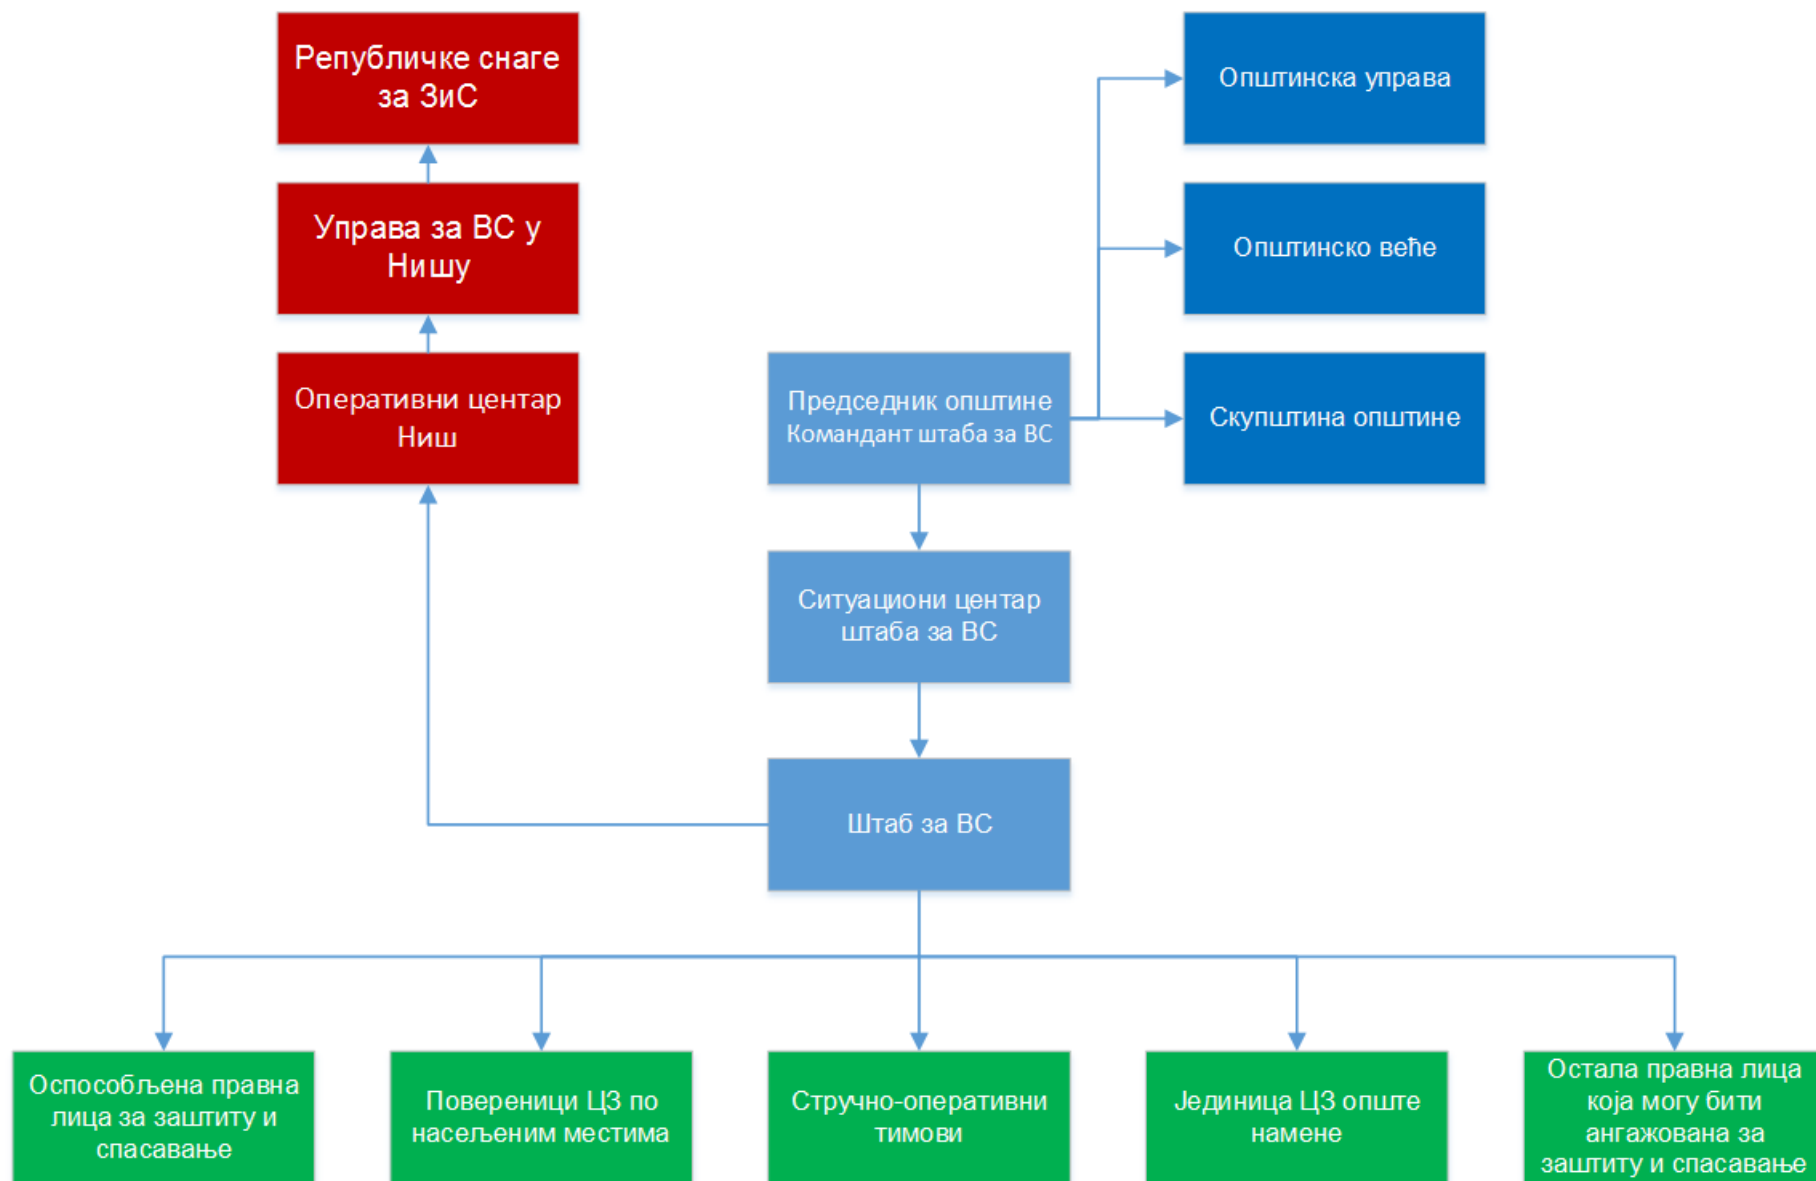 Републичке снаге
за ЗиС
Управа за ВС у
Нишу
Оперативни центар
Ниш
Општинска управа
Општинско веће
Скупштина општине
Председник општине
Командант штаба за ВС
Ситуациони центар
штаба за ВС
Штаб за ВС
Оспособљена правна
лица за заштиту и
спасавање
Повереници ЦЗ по
насељеним местима
Стручно-оперативни
тимови
Јединица ЦЗ опште
намене
Остала правна лица
која могу бити
ангажована за
заштиту и спасавање